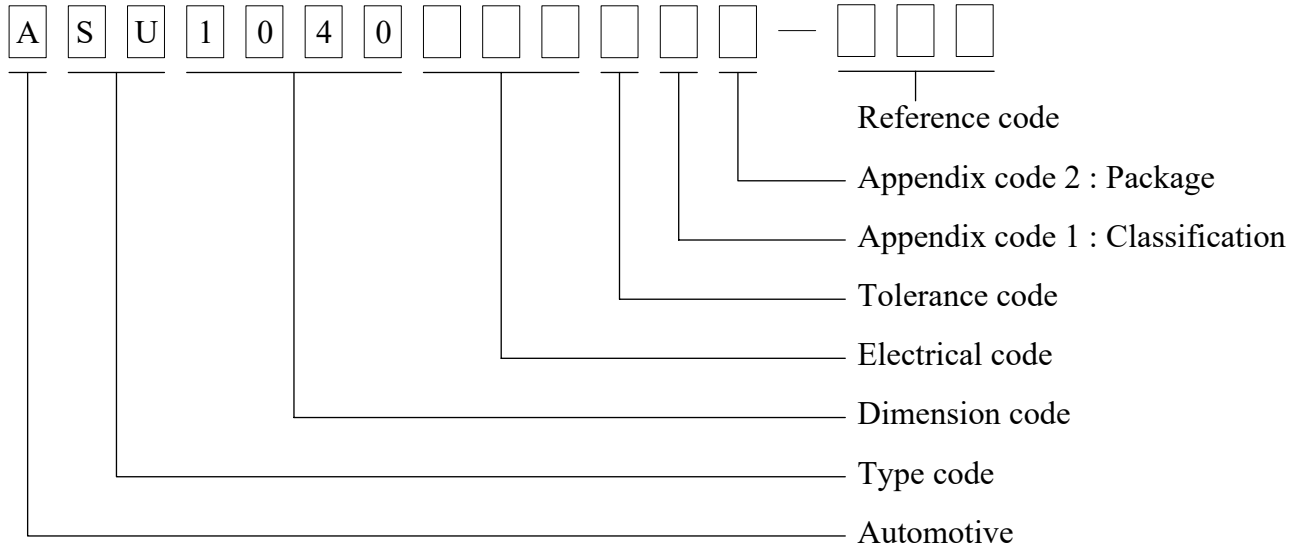 A S U 1 0 4 0 —
Reference code
Appendix code 2 : Package
Appendix code 1 : Classification
Tolerance code
Electrical code
Dimension code
Type code
Automotive